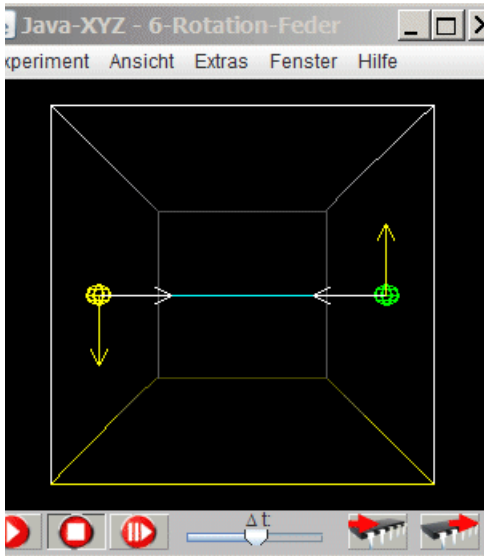 Java-XYZ - 6-Rotation-Feder
xperiment Ansicht Extras Fenster Hilfe
Δt